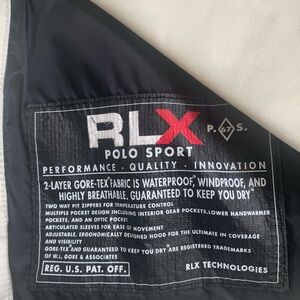 RLX
P. 67 S.
POLO SPORT
PERFORMANCE · QUALITY · INNOVATION
2-LAYER GORE-TEX® FABRIC IS WATERPROOF, WINDPROOF, AND
HIGHLY BREATHABLE. GUARANTEED TO KEEP YOU DRY™
TWO WAY PIT ZIPPERS FOR TEMPERATURE CONTROL
MULTIPLE POCKET DESIGN INCLUDING INTERIOR GEAR POCKETS, LOWER HANDWARMER
POCKETS, AND AN OPTIC POCKET
ARTICULATED SLEEVES FOR EASE OF MOVEMENT
ADJUSTABLE, ERGONOMICALLY DESIGNED HOOD FOR THE ULTIMATE IN COVERAGE
AND VISIBILITY
GORE-TEX® AND GUARANTEED TO KEEP YOU DRY ARE REGISTERED TRADEMARKS
OF W.L. GORE & ASSOCIATES
REG. U.S. PAT. OFF.
RLX TECHNOLOGIES